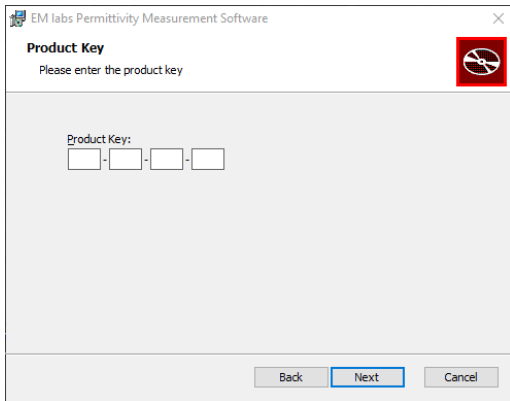 EM labs Permittivity Measurement Software
Product Key
Please enter the product key
Product Key:
- - -
Back Next Cancel